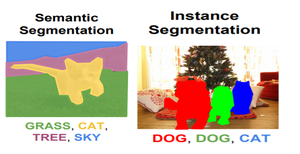 Semantic
Segmentation
GRASS, CAT,
TREE, SKY
Instance
Segmentation
DOG, DOG, CAT